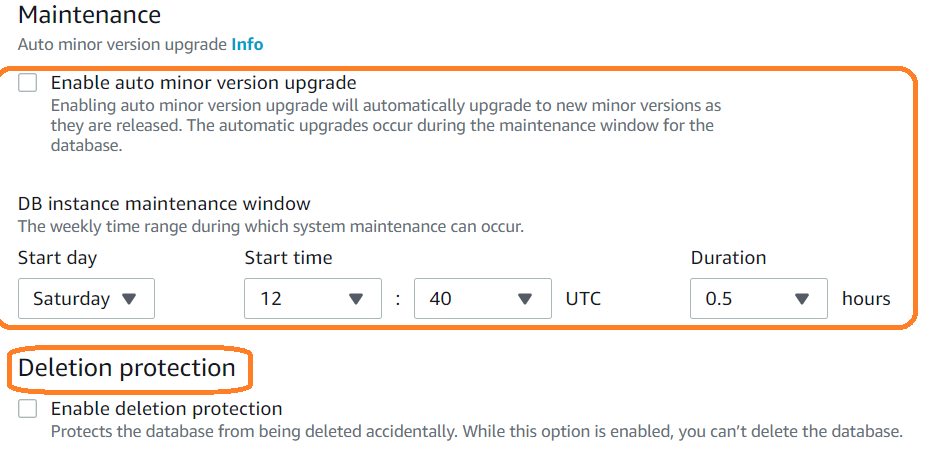 Maintenance
Auto minor version upgrade Info
Enable auto minor version upgrade
Enabling auto minor version upgrade will automatically upgrade to new minor versions as
they are released. The automatic upgrades occur during the maintenance window for the
database.
DB instance maintenance window
The weekly time range during which system maintenance can occur.
Start day Start time Duration
Saturday 12 : 40 UTC 0.5 hours
Deletion protection
Enable deletion protection
Protects the database from being deleted accidentally. While this option is enabled, you can’t delete the database.